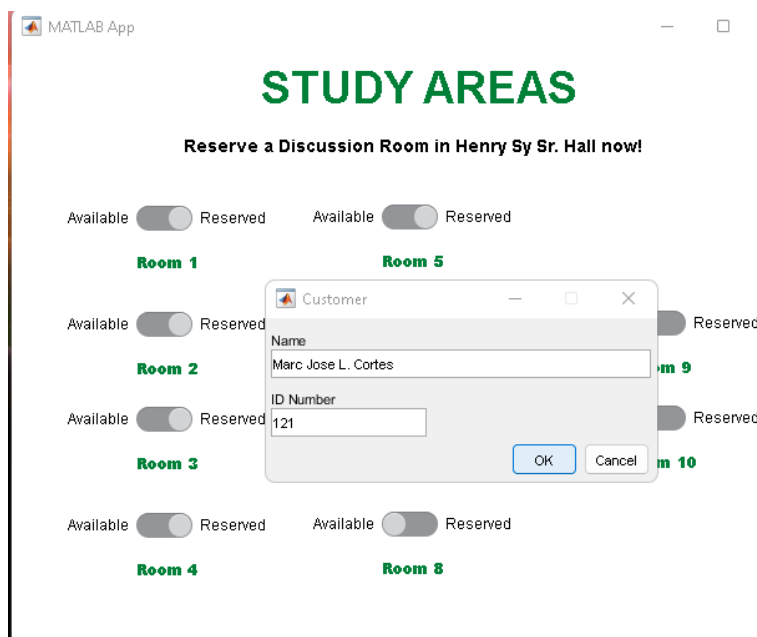 MATLAB App
STUDY AREAS
Reserve a Discussion Room in Henry Sy Sr. Hall now!
Available Reserved Available Reserved
Room 1 Room 5
Customer
Available Reserved Reserved
Name
Marc Jose L. Cortes
Room 2 m 9
ID Number
Available Reserved 121 Reserved
OK Cancel
Room 3 m 10
Available Reserved Available Reserved
Room 4 Room 8